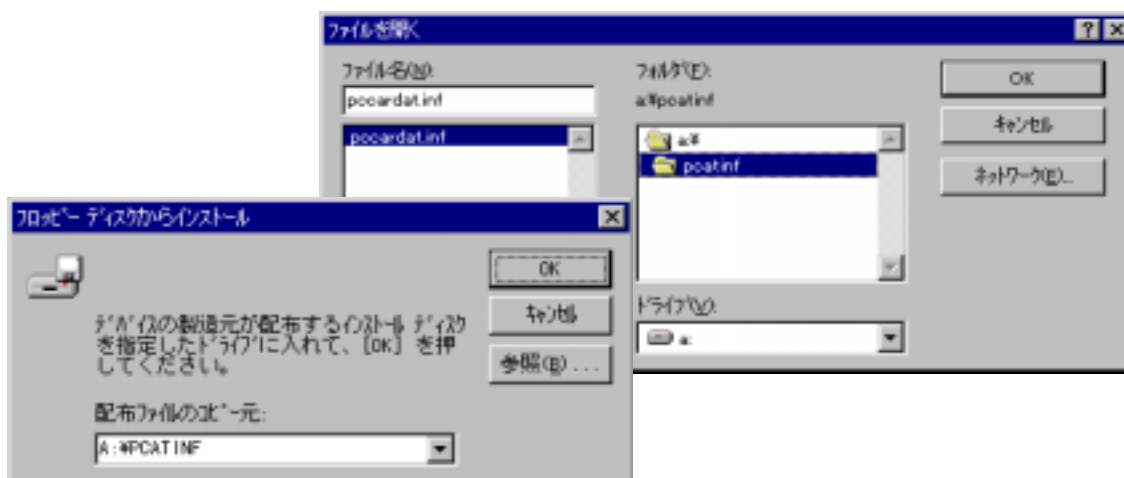 ファイルを開く
ファイル名(N):
pocardat.inf
pocardat.inf
フォルダ(F):
a:¥pcatinf
a:¥
pcatinf
ドライブ(V):
a:
OK
キャンセル
ネットワーク(E)...
フロッピー ディスクからインストール
デバイスの製造元が配布するインストール ディスク
を指定したドライブに入れて、[OK] を押
してください。
配布ファイルのコピー元:
A:¥PCATINF
OK
キャンセル
参照(B)...